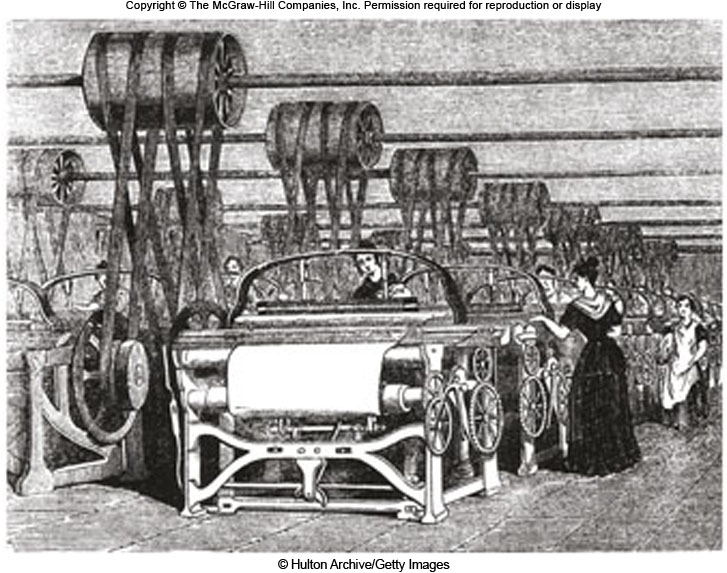 Copyright © The McGraw-Hill Companies, Inc. Permission required for reproduction or display
© Hulton Archive/Getty Images